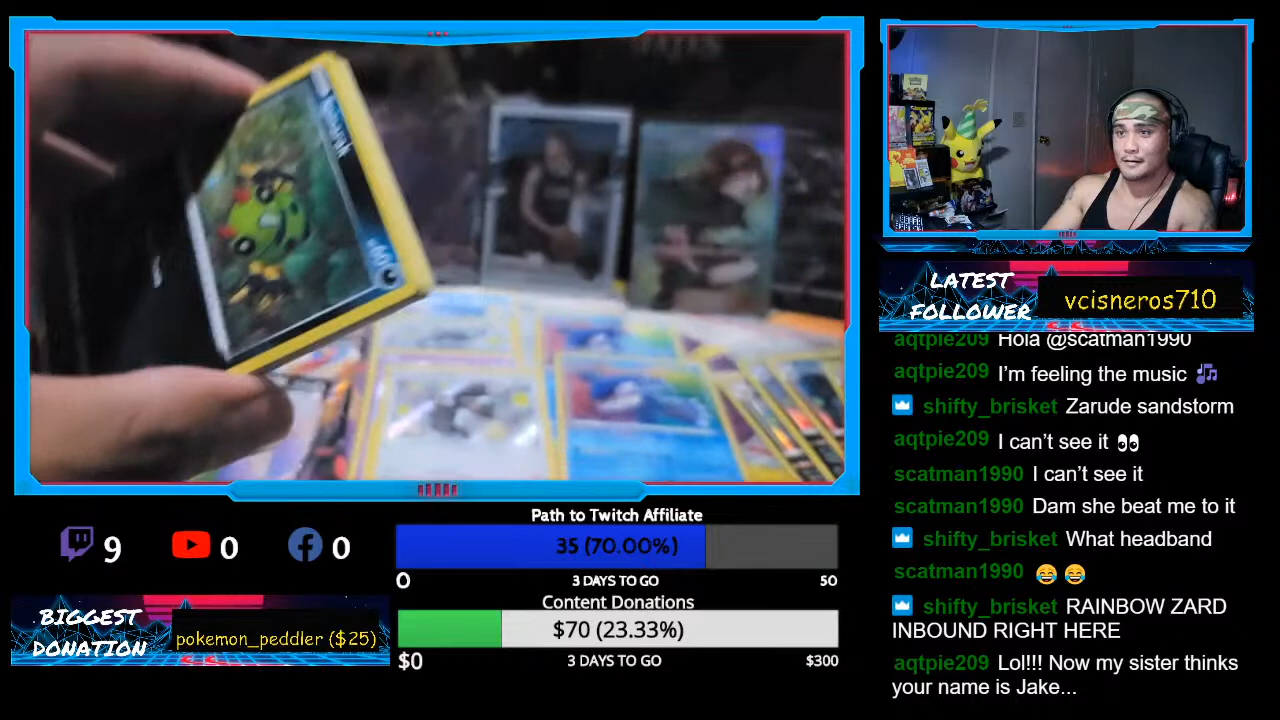 LATEST
FOLLOWER
vcisneros710
aqtpie209 Hola @scatman1990
aqtpie209 I'm feeling the music 🎶
shifty_brisket Zarude sandstorm
aqtpie209 I can't see it 👀
scatman1990 I can't see it
scatman1990 Dam she beat me to it
shifty_brisket What headband
scatman1990 😂 😂
shifty_brisket RAINBOW ZARD
INBOUND RIGHT HERE
aqtpie209 Lol!!! Now my sister thinks
your name is Jake...
9
0
0
Path to Twitch Affiliate
35 (70.00%)
0 3 DAYS TO GO 50
Content Donations
$70 (23.33%)
$0 3 DAYS TO GO $300
BIGGEST
DONATION
pokemon_peddler ($25)